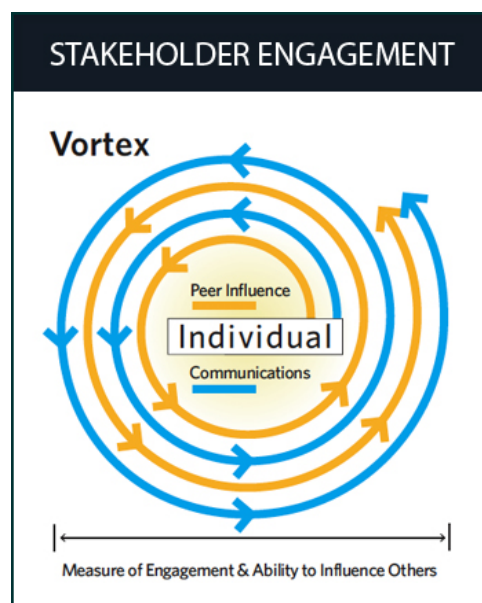 STAKEHOLDER ENGAGEMENT
Vortex
Peer Influence
Individual
Communications
Measure of Engagement & Ability to Influence Others